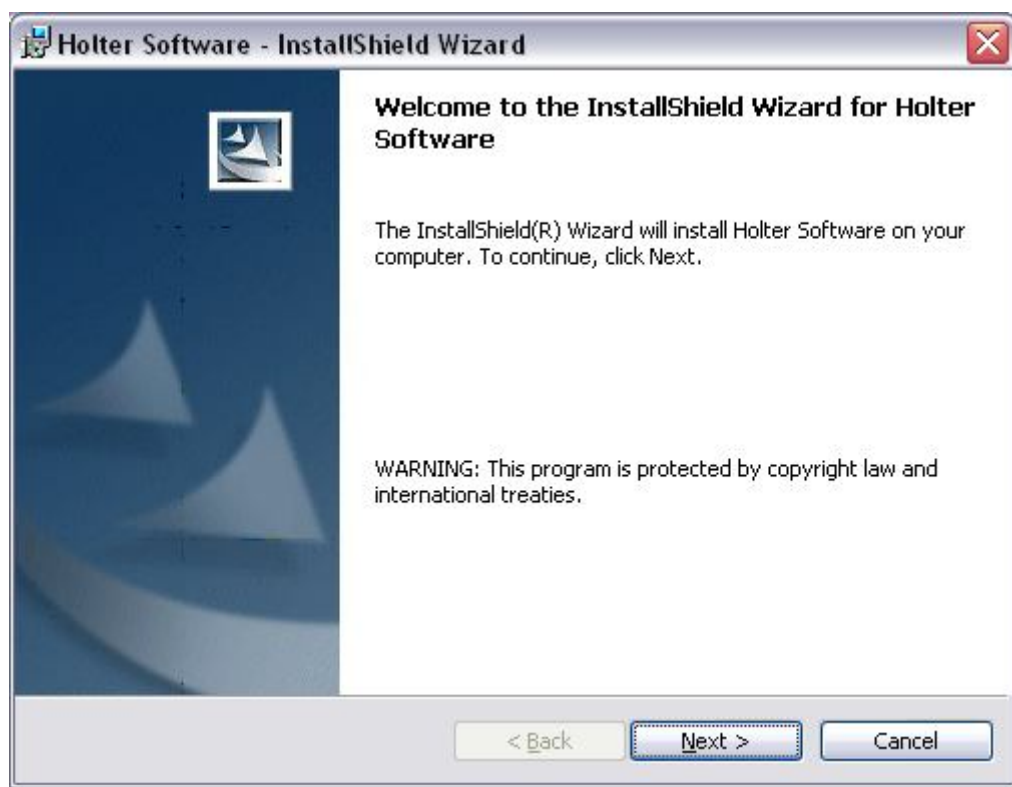 Holter Software - InstallShield Wizard
Welcome to the InstallShield Wizard for Holter
Software
The InstallShield(R) Wizard will install Holter Software on your
computer. To continue, click Next.
WARNING: This program is protected by copyright law and
international treaties.
< Back
Next >
Cancel